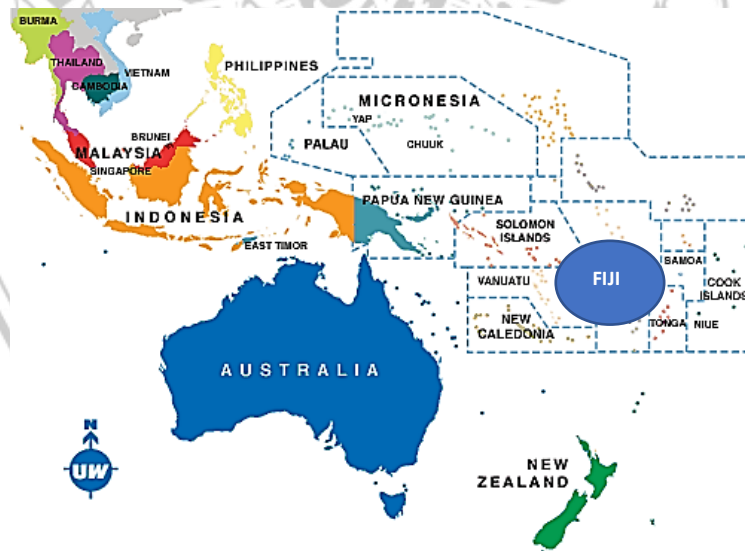 BURMA
THAILAND
VIETNAM
CAMBODIA
PHILIPPINES
BRUNEI
MALAYSIA
SINGAPORE
INDONESIA
EAST TIMOR
MICRONESIA
YAP
PALAU
CHUUK
PAPUA NEW GUINEA
SOLOMON
ISLANDS
FIJI
SAMOA
VANUATU
COOK
ISLANDS
NEW
CALEDONIA
TONGA
NIUE
AUSTRALIA
N
UW
NEW
ZEALAND